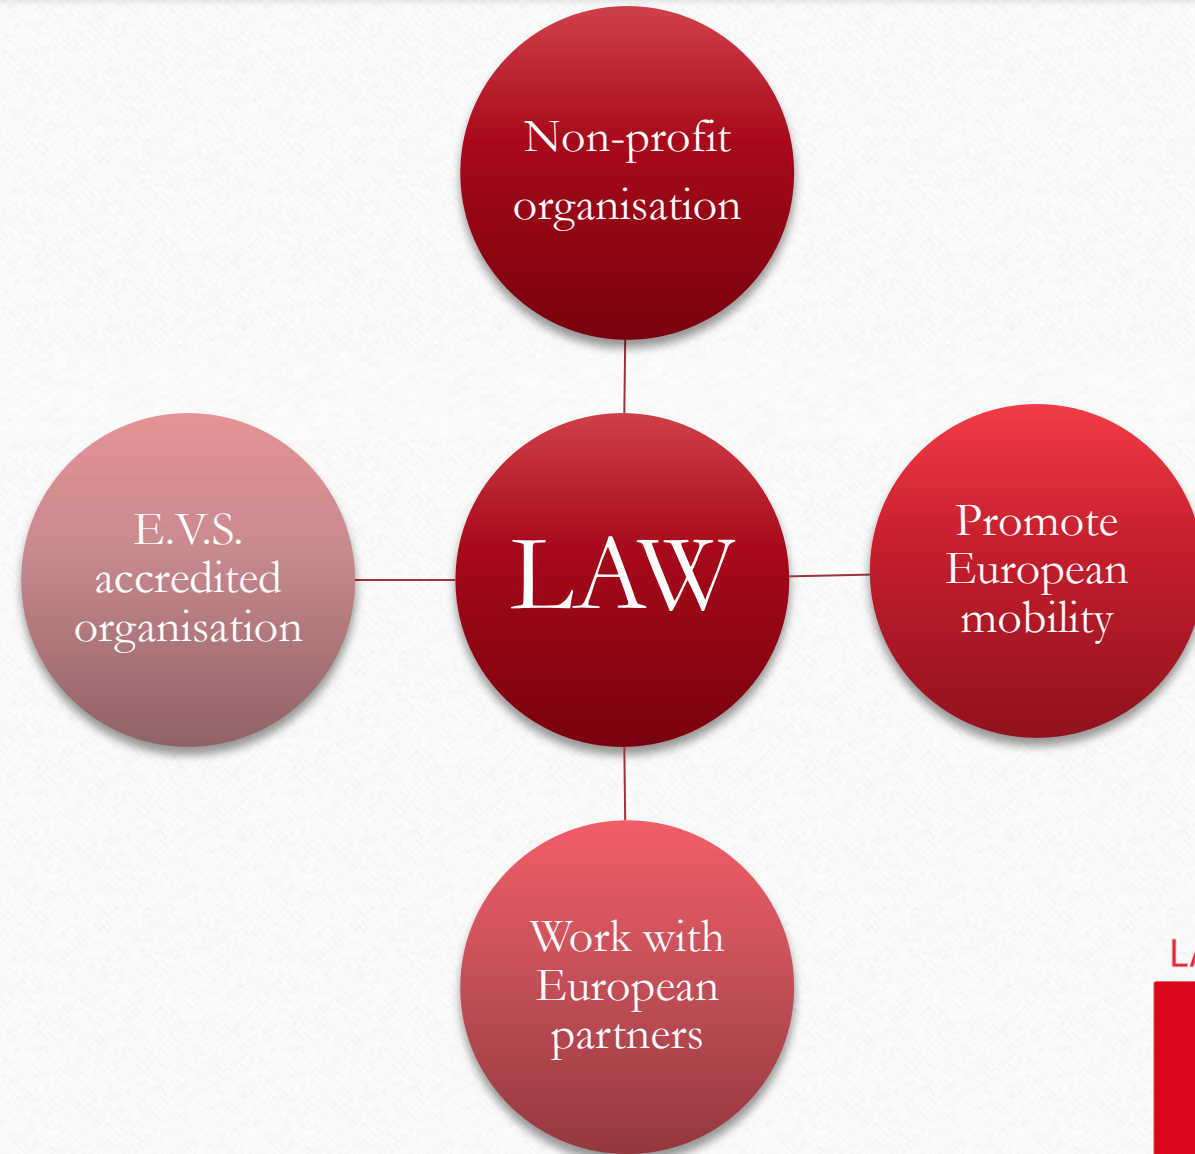 Non-profit
organisation
E.V.S.
accredited
organisation
LAW
Promote
European
mobility
Work with
European
partners